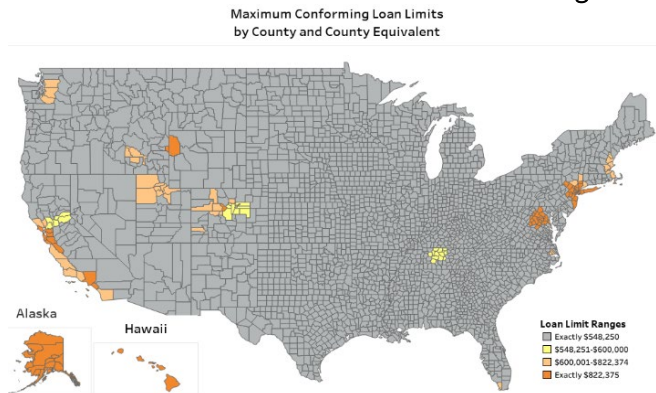 Maximum Conforming Loan Limits
by County and County Equivalent
Alaska
Hawaii
Loan Limit Ranges
Exactly $548,250
$548,251-$600,000
$600,001-$822,374
Exactly $822,375